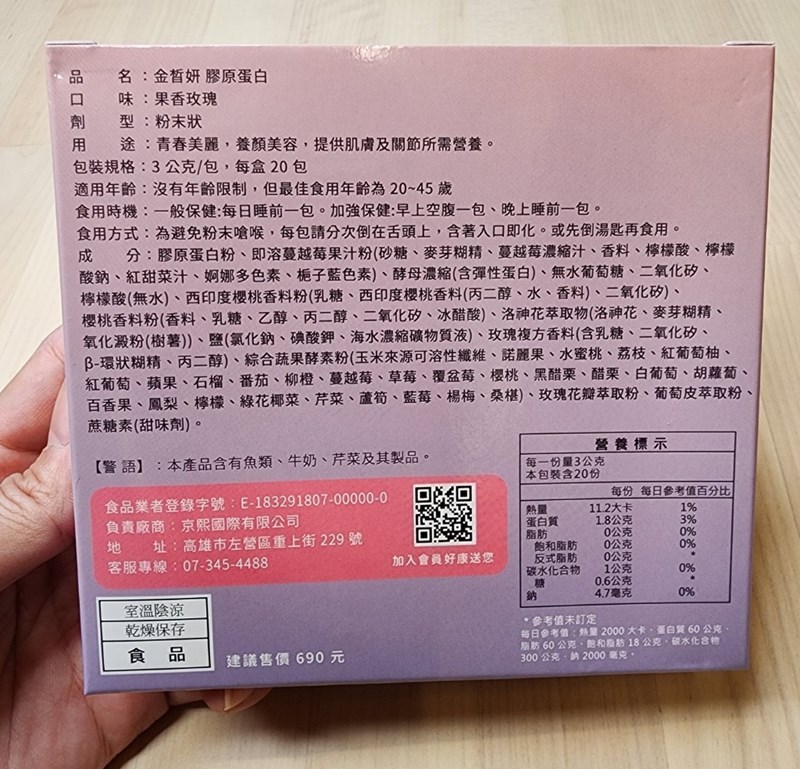 品　　名：金皙妍 膠原蛋白
口　　味：果香玫瑰
劑　　型：粉末狀
用　　途：青春美麗，養顏美容，提供肌膚及關節所需營養。
包裝規格：3 公克/包，每盒 20 包
適用年齡：沒有年齡限制，但最佳食用年齡為 20~45 歲
食用時機：一般保健:每日睡前一包。加強保健:早上空腹一包、晚上睡前一包。
食用方式：為避免粉末嗆喉，每包請分次倒在舌頭上，含著入口即化。或先倒湯匙再食用。
成　　分：膠原蛋白粉、即溶蔓越莓果汁粉(砂糖、麥芽糊精、蔓越莓濃縮汁、香料、檸檬酸、檸檬
酸鈉、紅甜菜汁、婀娜多色素、梔子藍色素)、酵母濃縮(含彈性蛋白)、無水葡萄糖、二氧化矽、
檸檬酸(無水)、西印度櫻桃香料粉(乳糖、西印度櫻桃香料(丙二醇、水、香料)、二氧化矽)、
櫻桃香料粉(香料、乳糖、乙醇、丙二醇、二氧化矽、冰醋酸)、洛神花萃取物(洛神花、麥芽糊精、
氧化澱粉(樹薯))、鹽(氯化鈉、碘酸鉀、海水濃縮礦物質液)、玫瑰複方香料(含乳糖、二氧化矽、
β-環狀糊精、丙二醇)、綜合蔬果酵素粉(玉米來源可溶性纖維、諾麗果、水蜜桃、荔枝、紅葡萄柚、
紅葡萄、蘋果、石榴、番茄、柳橙、蔓越莓、草莓、覆盆莓、櫻桃、黑醋栗、醋栗、白葡萄、胡蘿蔔、
百香果、鳳梨、檸檬、綠花椰菜、芹菜、蘆筍、藍莓、楊梅、桑椹)、玫瑰花瓣萃取粉、葡萄皮萃取粉、
蔗糖素(甜味劑)。
【警 語】：本產品含有魚類、牛奶、芹菜及其製品。
食品業者登錄字號：E-183291807-00000-0
負責廠商：京熙國際有限公司
地　　址：高雄市左營區重上街 229 號
客服專線：07-345-4488
加入會員好康送您
室溫陰涼
乾燥保存
食 品
建議售價 690 元
營養標示
每一份量3公克
本包裝含20份
每份 每日參考值百分比
熱量 11.2大卡 1%
蛋白質 1.8公克 3%
脂肪 0公克 0%
飽和脂肪 0公克 0%
反式脂肪 0公克 *
碳水化合物 1公克 0%
糖 0.6公克 *
鈉 4.7毫克 0%
*參考值未訂定
每日參考值：熱量 2000 大卡、蛋白質 60 公克、
脂肪 60 公克、飽和脂肪 18 公克、碳水化合物
300 公克、鈉 2000 毫克。